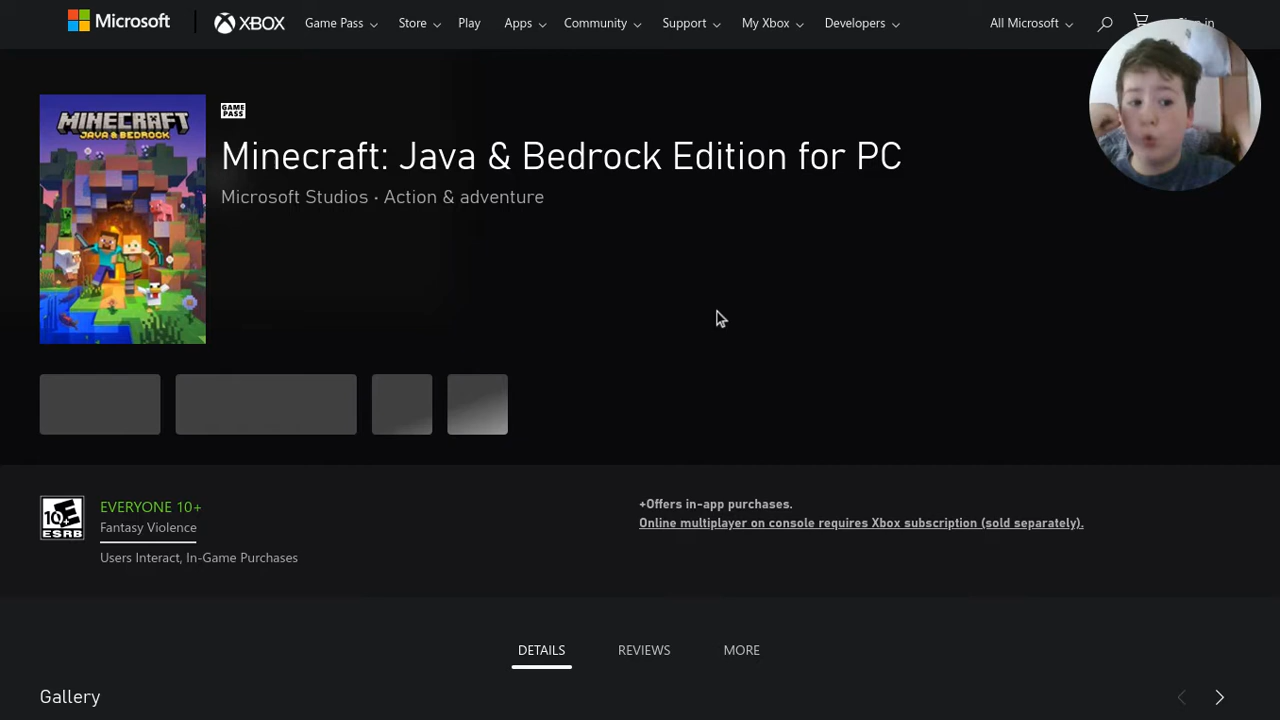 Microsoft
XBOX
Game Pass
Store
Play
Apps
Community
Support
My Xbox
Developers
All Microsoft
Sign in
MINECRAFT
JAVA & BEDROCK
GAME
PASS
Minecraft: Java & Bedrock Edition for PC
Microsoft Studios • Action & adventure
E
10+
ESRB
EVERYONE 10+
Fantasy Violence
Users Interact, In-Game Purchases
+Offers in-app purchases.
Online multiplayer on console requires Xbox subscription (sold separately).
DETAILS
REVIEWS
MORE
Gallery